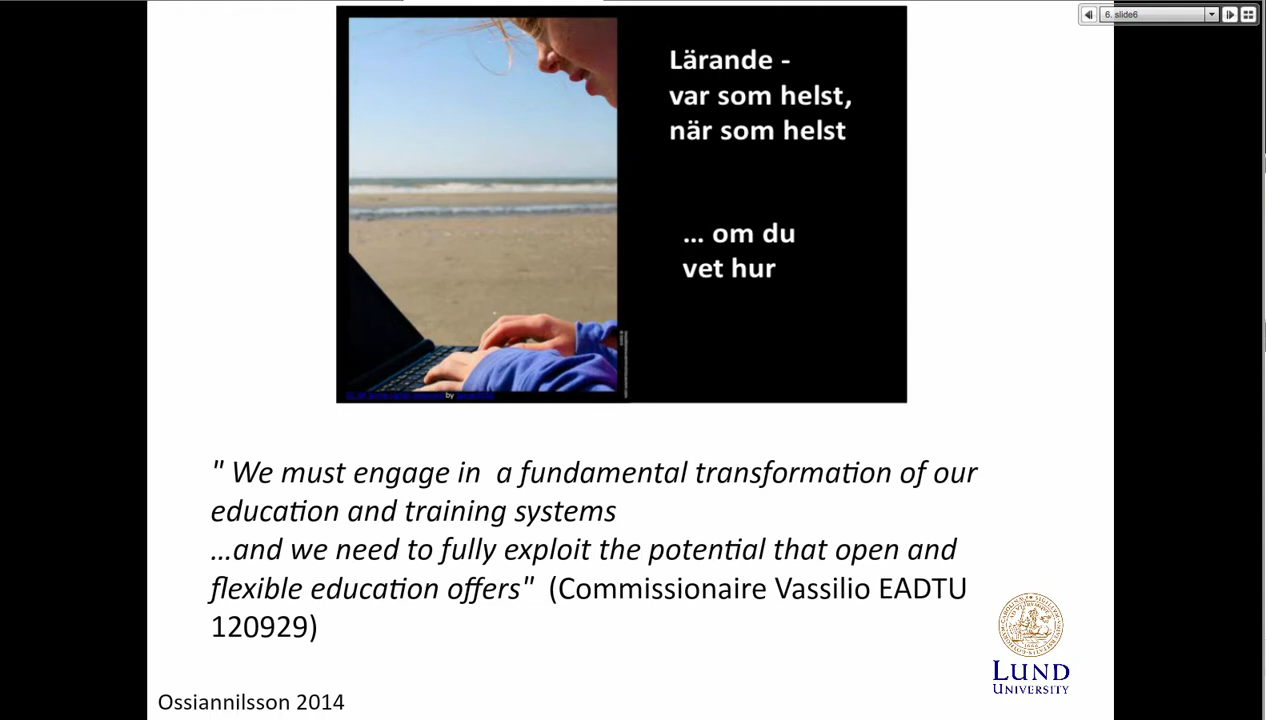 6. slide6
Lärande -
var som helst,
när som helst
... om du
vet hur
by
" We must engage in a fundamental transformation of our
education and training systems
...and we need to fully exploit the potential that open and
flexible education offers" (Commissionaire Vassilio EADTU
120929)
LUND
UNIVERSITY
Ossiannilsson 2014